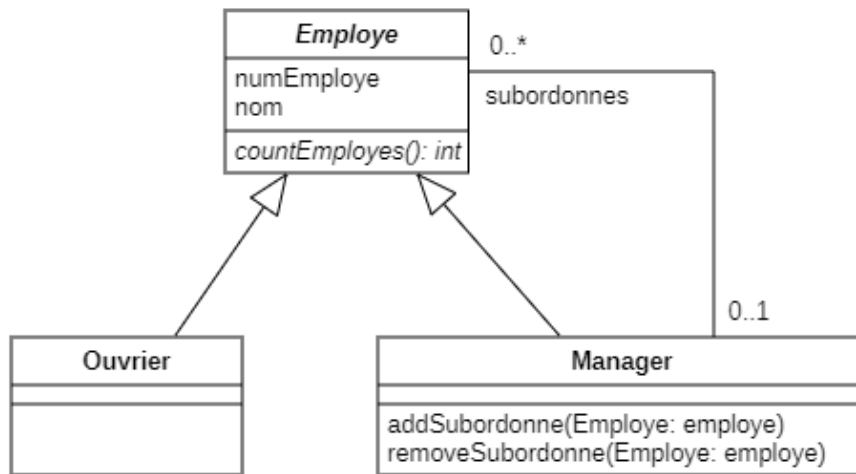 Employe
0..*
numEmploye
nom
subordonnes
countEmployes(): int
0..1
Ouvrier
Manager
addSubordonne(Employe: employe)
removeSubordonne(Employe: employe)